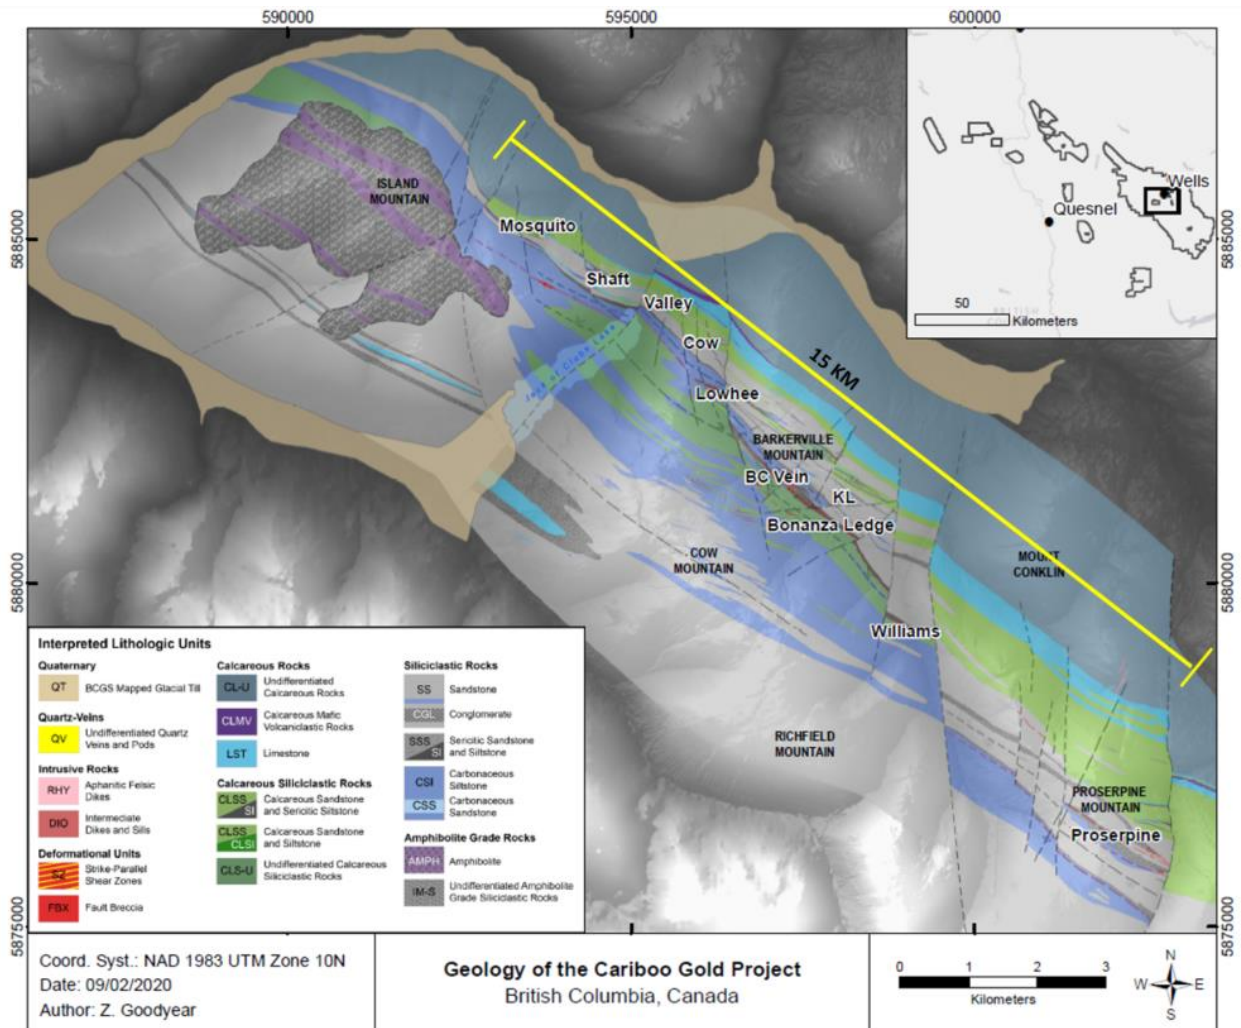 590000
595000
600000
5885000
5880000
5875000
5885000
5880000
5875000
Wells
Quesnel
50
Kilometers
ISLAND
MOUNTAIN
Mosquito
Shaft
Valley
Cow
15 KM
Lowhee
Jack of Clubs Lake
BARKERVILLE
MOUNTAIN
BC Vein
KL
Bonanza Ledge
COW
MOUNTAIN
MOUNT
CONKLIN
Williams
RICHFIELD
MOUNTAIN
PROSERPINE
MOUNTAIN
Proserpine
Interpreted Lithologic Units
Quaternary
QT
BCGS Mapped Glacial Till
Quartz-Veins
QV
Undifferentiated Quartz
Veins and Pods
Intrusive Rocks
RHY
Aphanitic Felsic
Dikes
DIO
Intermediate
Dikes and Sills
Deformational Units
SZ
Strike-Parallel
Shear Zones
FBX
Fault Breccia
Calcareous Rocks
CL-U
Undifferentiated
Calcareous Rocks
CLMV
Calcareous Mafic
Volcaniclastic Rocks
LST
Limestone
Calcareous Siliciclastic Rocks
CLSS
SI
Calcareous Sandstone
and Sericitic Siltstone
CLSS
CLSI
Calcareous Sandstone
and Siltstone
CLS-U
Undifferentiated Calcareous
Siliciclastic Rocks
Siliciclastic Rocks
SS
Sandstone
CGL
Conglomerate
SSS
SI
Sericitic Sandstone
and Siltstone
CSI
Carbonaceous
Siltstone
CSS
Carbonaceous
Sandstone
Amphibolite Grade Rocks
AMPH
Amphibolite
IM-S
Undifferentiated Amphibolite
Grade Siliciclastic Rocks
Coord. Syst.: NAD 1983 UTM Zone 10N
Date: 09/02/2020
Author: Z. Goodyear
Geology of the Cariboo Gold Project
British Columbia, Canada
0 1 2 3
Kilometers
N
W E
S